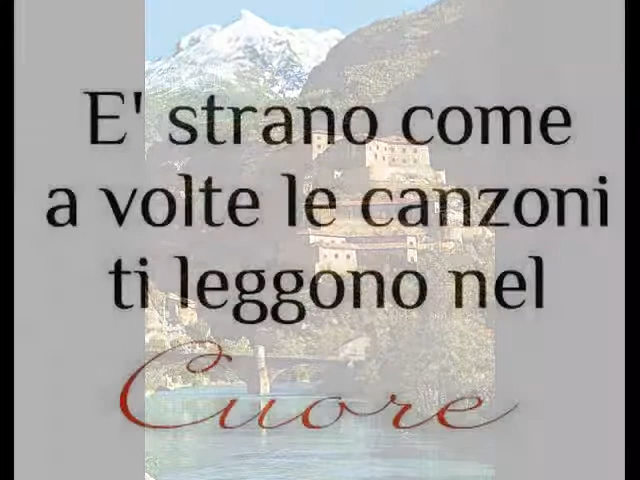 E' strano come
a volte le canzoni
ti leggono nel
Cuore